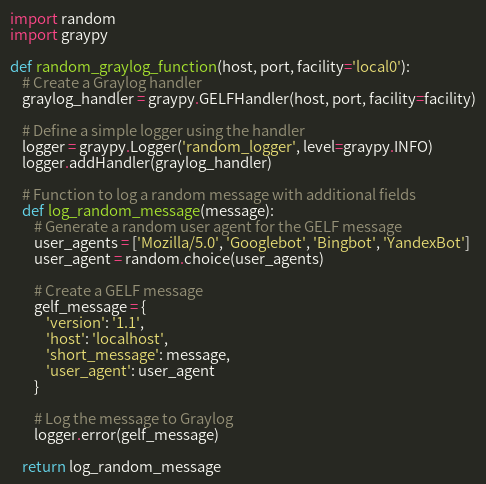 import random
import graypy

def random_graylog_function(host, port, facility='local0'):
    # Create a Graylog handler
    graylog_handler = graypy.GELFHandler(host, port, facility=facility)

    # Define a simple logger using the handler
    logger = graypy.Logger('random_logger', level=graypy.INFO)
    logger.addHandler(graylog_handler)

    # Function to log a random message with additional fields
    def log_random_message(message):
        # Generate a random user agent for the GELF message
        user_agents = ['Mozilla/5.0', 'Googlebot', 'Bingbot', 'YandexBot']
        user_agent = random.choice(user_agents)

        # Create a GELF message
        gelf_message = {
            'version': '1.1',
            'host': 'localhost',
            'short_message': message,
            'user_agent': user_agent
        }

        # Log the message to Graylog
        logger.error(gelf_message)

    return log_random_message